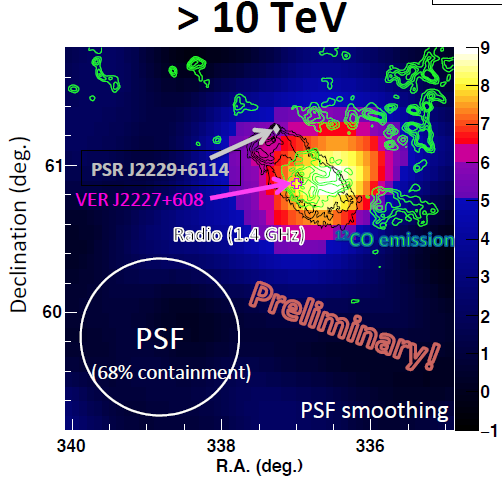 > 10 TeV
9
8
7
6
5
4
3
2
1
0
−1
Declination (deg.)
61
60
PSR J2229+6114
VER J2227+608
Radio (1.4 GHz)
¹²CO emission
Preliminary!
PSF
(68% containment)
PSF smoothing
340
338
336
R.A. (deg.)